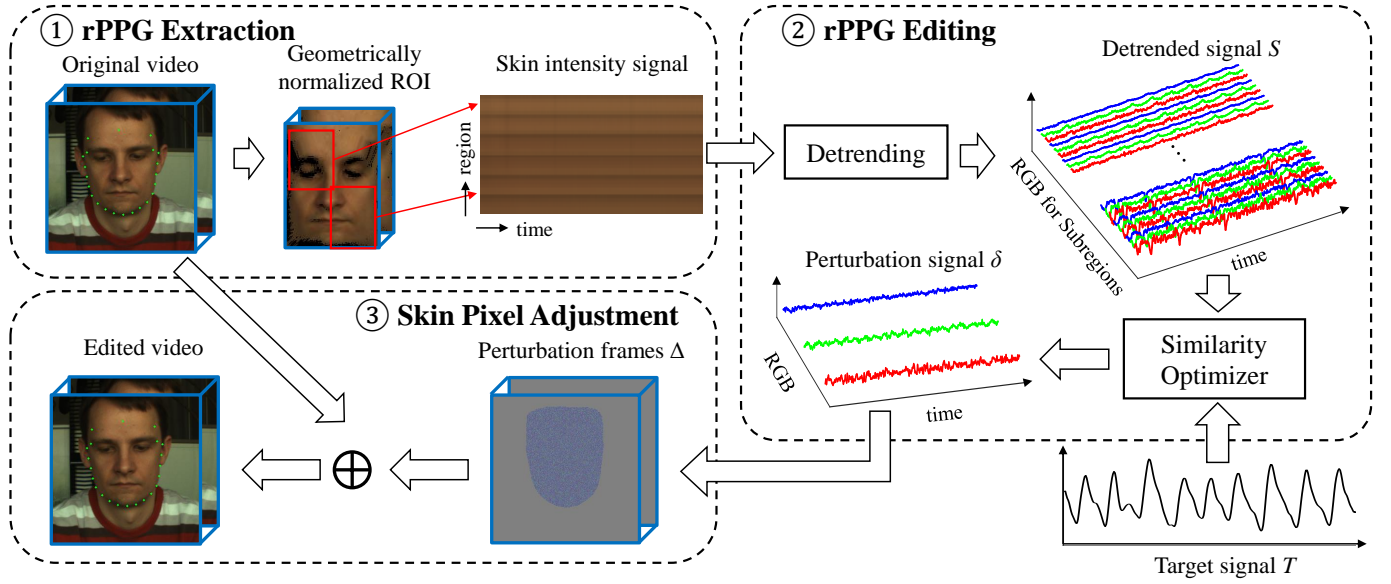 ① rPPG Extraction
Original video
Geometrically
normalized ROI
Skin intensity signal
region
time
② rPPG Editing
Detrending
Detrended signal S
RGB for Subregions
time
Similarity
Optimizer
Target signal T
Perturbation signal δ
RGB
time
③ Skin Pixel Adjustment
Perturbation frames Δ
Edited video